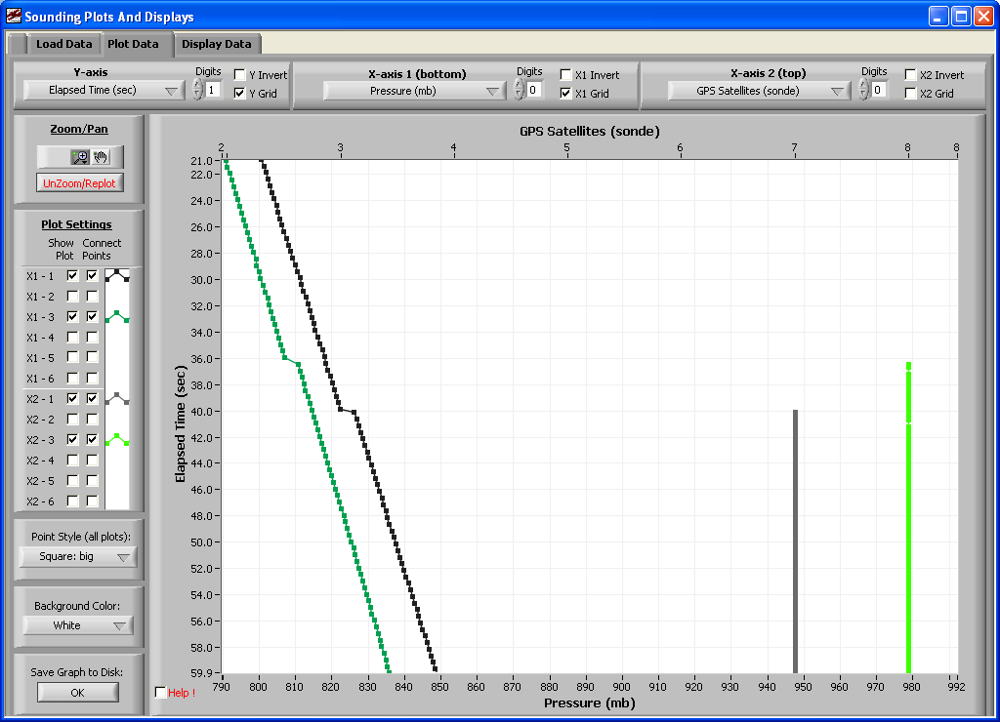 Sounding Plots And Displays
Load Data Plot Data Display Data
Y-axis
Elapsed Time (sec)
Digits
1
Y Invert
Y Grid
X-axis 1 (bottom)
Pressure (mb)
Digits
0
X1 Invert
X1 Grid
X-axis 2 (top)
GPS Satellites (sonde)
Digits
0
X2 Invert
X2 Grid
Zoom/Pan
UnZoom/Replot
Plot Settings
Show Connect
Plot Points
X1 - 1
X1 - 2
X1 - 3
X1 - 4
X1 - 5
X1 - 6
X2 - 1
X2 - 2
X2 - 3
X2 - 4
X2 - 5
X2 - 6
Point Style (all plots):
Square: big
Background Color:
White
Save Graph to Disk:
OK
GPS Satellites (sonde)
2 3 4 5 6 7 8 8
21.0
22.0
24.0
26.0
28.0
30.0
32.0
34.0
36.0
38.0
40.0
42.0
44.0
46.0
48.0
50.0
52.0
54.0
56.0
58.0
59.9
Elapsed Time (sec)
790 800 810 820 830 840 850 860 870 880 890 900 910 920 930 940 950 960 970 980 992
Pressure (mb)
Help !